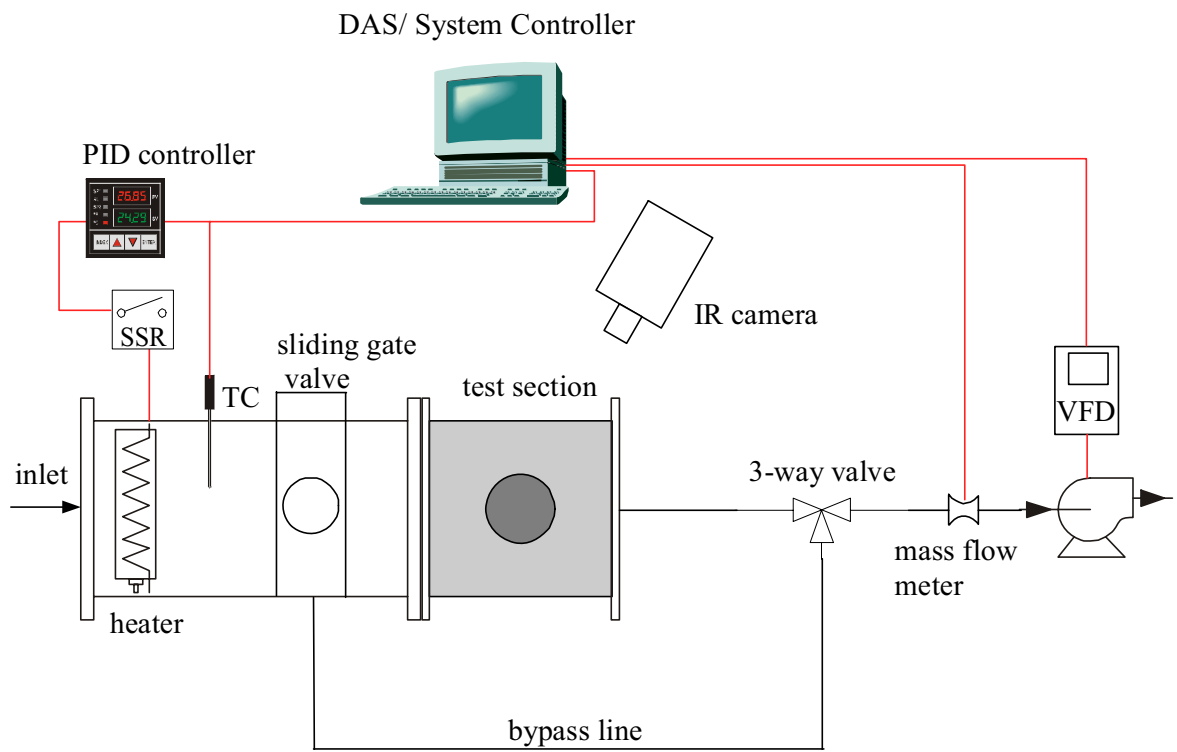 DAS/ System Controller
PID controller
26.85
24.29
SSR
IR camera
sliding gate
valve
TC
test section
VFD
inlet
3-way valve
mass flow
meter
heater
bypass line